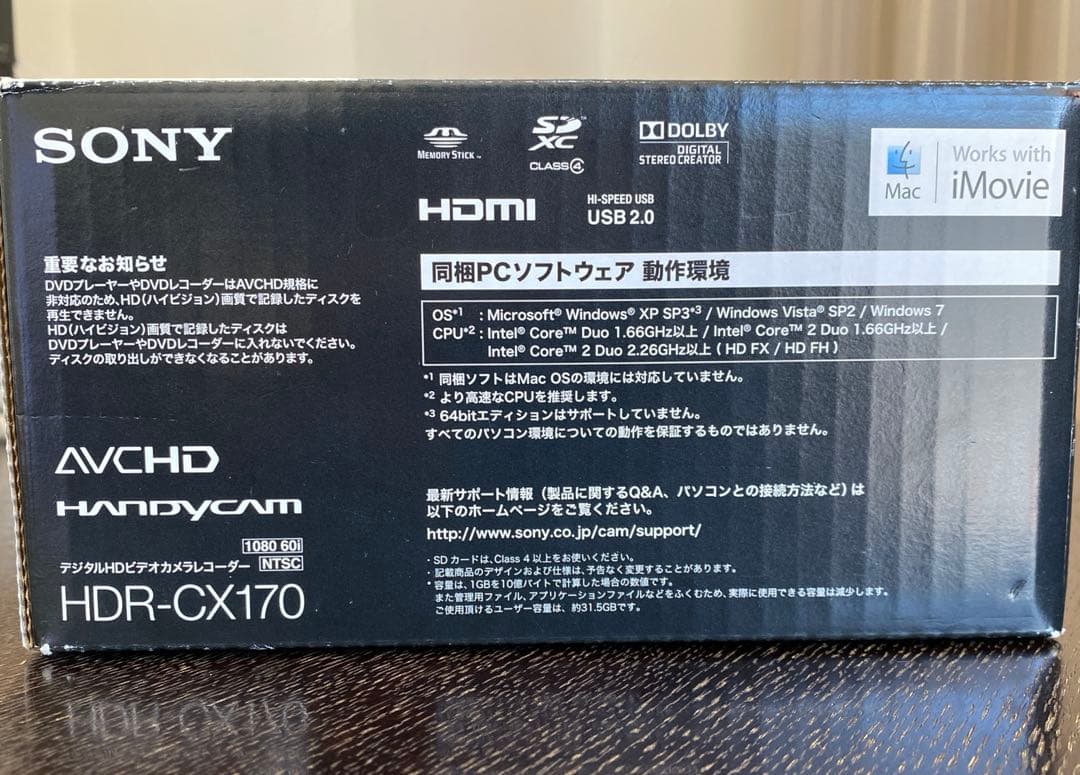 SONY
MEMORY STICK™
SDXC™
CLASS④
DOLBY
DIGITAL
STEREO CREATOR
HDMI
HI-SPEED USB
USB 2.0
Mac
Works with
iMovie
重要なお知らせ
DVDプレーヤーやDVDレコーダーはAVCHD規格に
非対応のため、HD(ハイビジョン)画質で記録したディスクを
再生できません。
HD(ハイビジョン)画質で記録したディスクは
DVDプレーヤーやDVDレコーダーに入れないでください。
ディスクの取り出しができなくなることがあります。
AVCHD
HANDYCAM
1080 60i
デジタルHDビデオカメラレコーダー NTSC
HDR-CX170
同梱PCソフトウェア 動作環境
OS*1 : Microsoft® Windows® XP SP3*3 / Windows Vista® SP2 / Windows 7
CPU*2 : Intel® Core™ Duo 1.66GHz以上 / Intel® Core™ 2 Duo 1.66GHz以上 /
Intel® Core™ 2 Duo 2.26GHz以上 ( HD FX / HD FH )
*1 同梱ソフトはMac OSの環境には対応していません。
*2 より高速なCPUを推奨します。
*3 64bitエディションはサポートしていません。
すべてのパソコン環境についての動作を保証するものではありません。
最新サポート情報（製品に関するQ&A、パソコンとの接続方法など）は
以下のホームページをご覧ください。
http://www.sony.co.jp/cam/support/
・SDカードは、Class 4以上をお使いください。
・記載商品のデザインおよび仕様は、予告なく変更することがあります。
* 容量は、1GBを10億バイトで計算した場合の数値です。
また管理用ファイル、アプリケーションファイルなどをふくむため、実際に使用できる容量は減少します。
ご使用頂けるユーザー容量は、約31.5GBです。